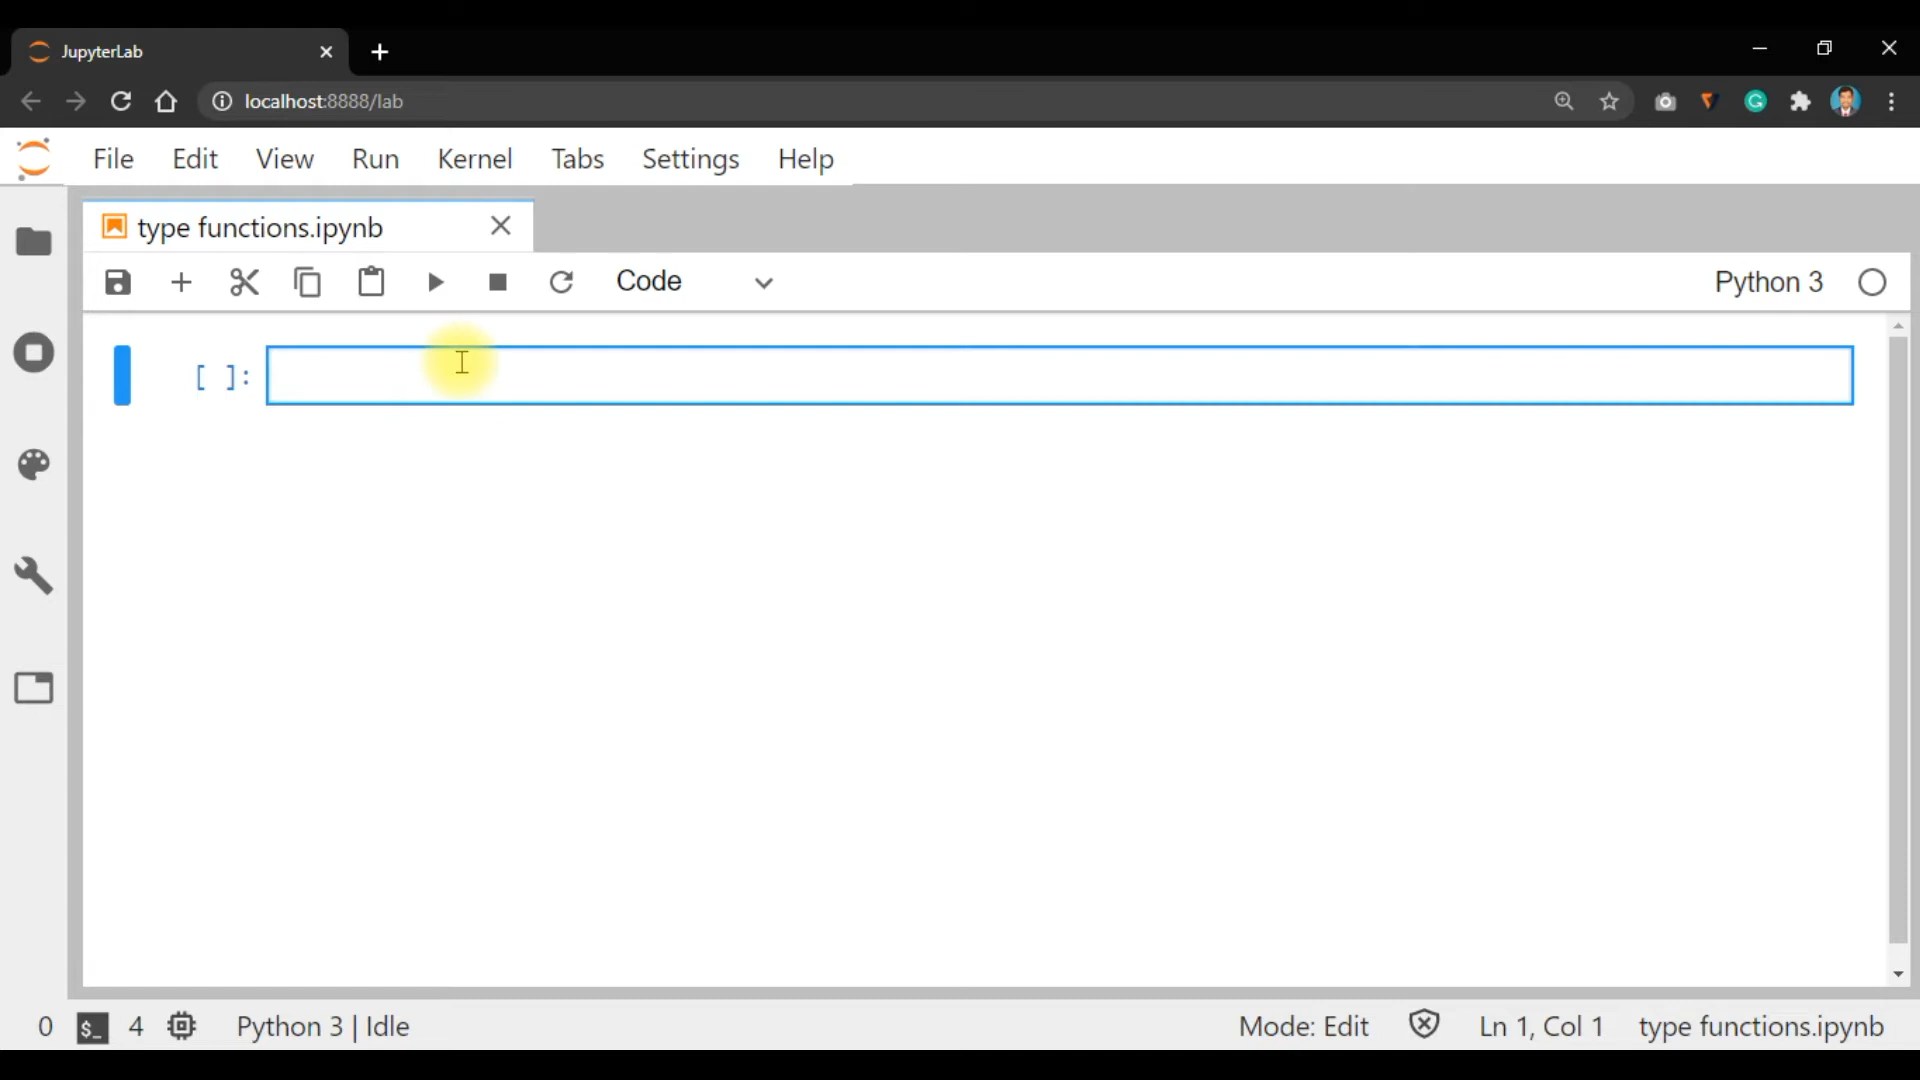 JupyterLab
localhost:8888/lab
File Edit View Run Kernel Tabs Settings Help
type functions.ipynb
Code Python 3
[ ]:
0 $_ 4 Python 3 | Idle Mode: Edit Ln 1, Col 1 type functions.ipynb